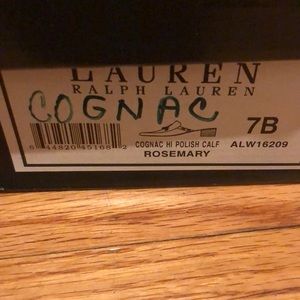 LAUREN
RALPH LAUREN
COGNAC
7B
COGNAC HI POLISH CALF
ALW16209
ROSEMARY